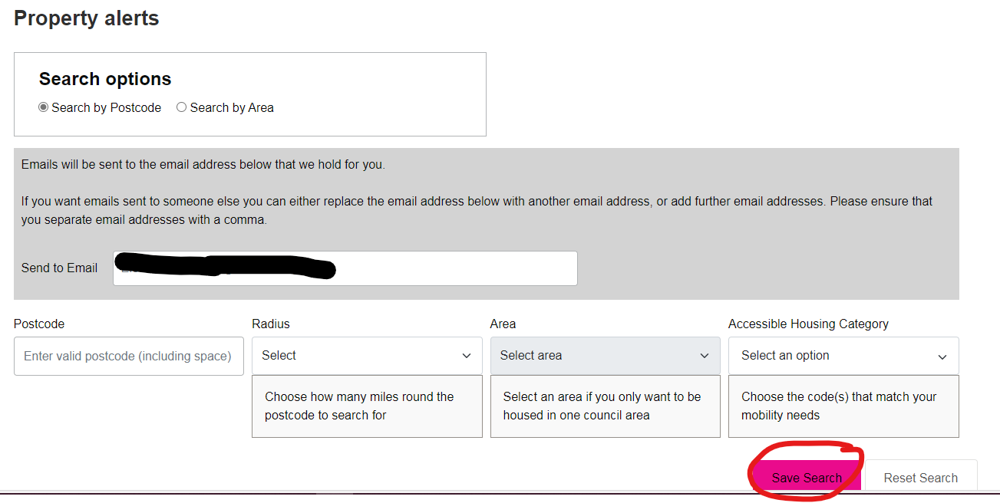 Property alerts
Search options
Search by Postcode Search by Area
Emails will be sent to the email address below that we hold for you.
If you want emails sent to someone else you can either replace the email address below with another email address, or add further email addresses. Please ensure that
you separate email addresses with a comma.
Send to Email
Postcode Radius Area Accessible Housing Category
Enter valid postcode (including space) Select Select area Select an option
Choose how many miles round the
postcode to search for
Select an area if you only want to be
housed in one council area
Choose the code(s) that match your
mobility needs
Save Search Reset Search